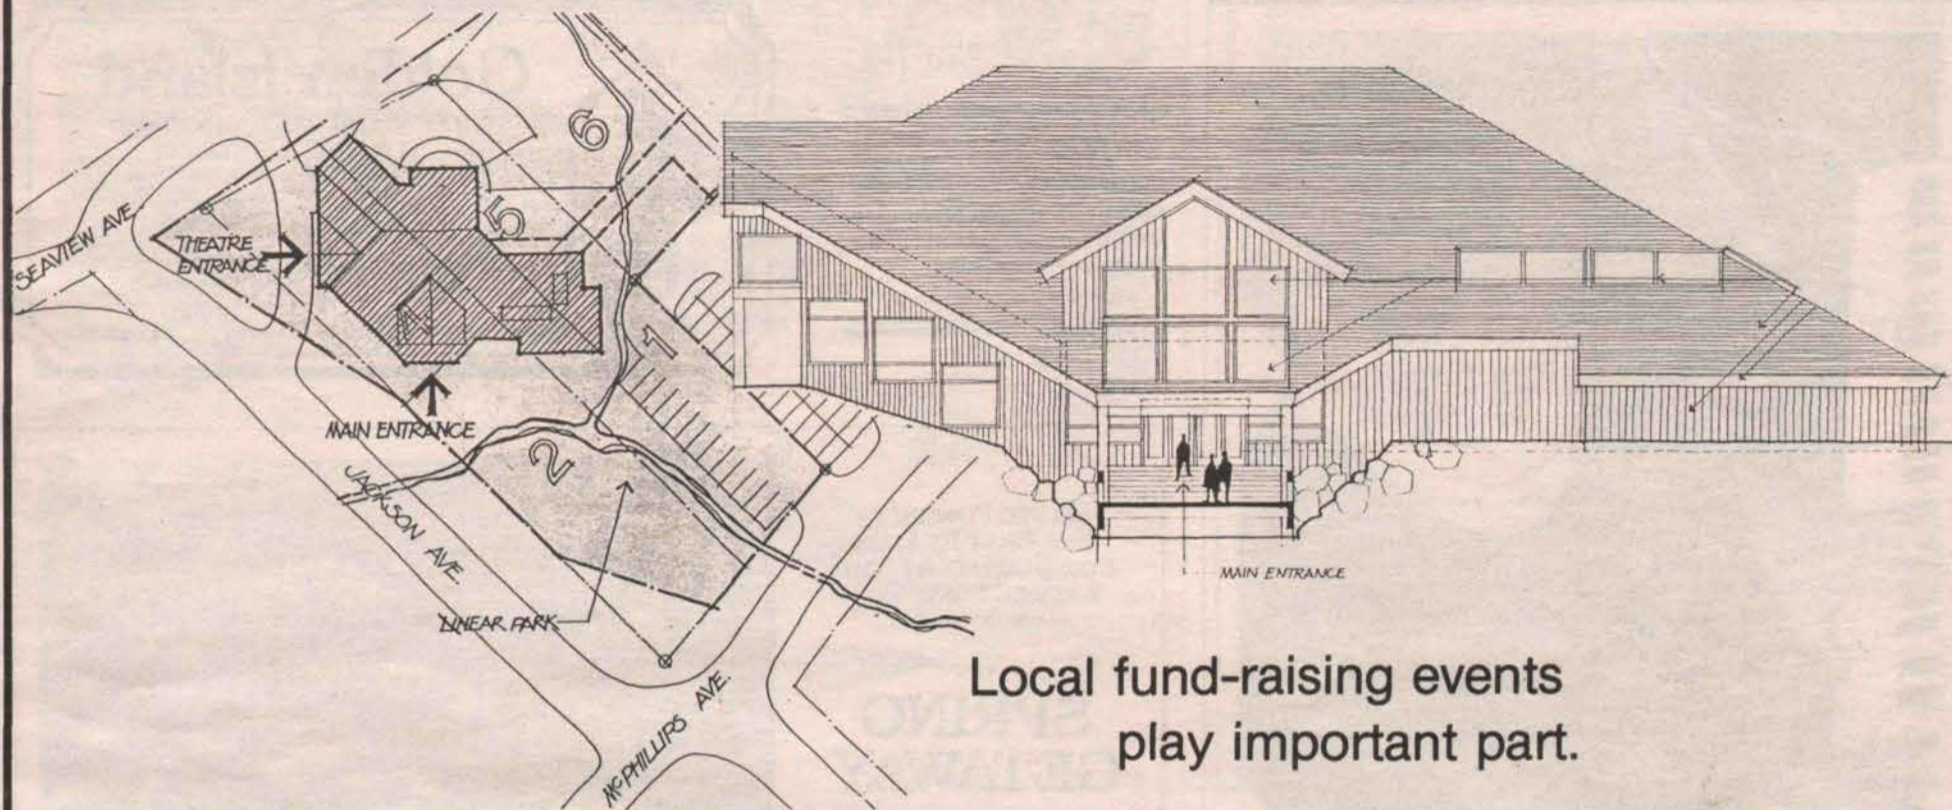 6
SEAVIEW AVE.
THEATRE
ENTRANCE
5
1
MAIN ENTRANCE
2
JACKSON AVE.
LINEAR PARK
McPHILLIPS AVE.
MAIN ENTRANCE
Local fund-raising events
play important part.